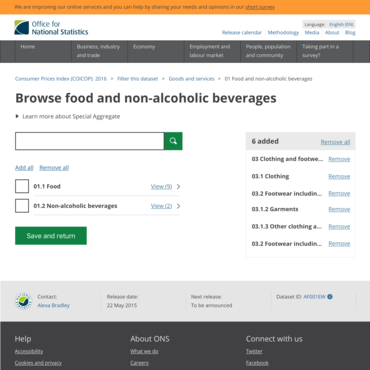 We are improving our online services and you can help by sharing your needs and opinions in our short survey
Office for
National Statistics
Language: English (EN)
Release calendar Methodology Media About Blog
Home
Business, industry and trade
Economy
Employment and labour market
People, population and community
Taking part in a survey?
Consumer Prices Index (COICOP): 2016 > Filter this dataset > Goods and services > 01 Food and non-alcoholic beverages
Browse food and non-alcoholic beverages
Learn more about Special Aggregate
Add all Remove all
01.1 Food View (9)
01.2 Non-alcoholic beverages View (2)
Save and return
6 added Remove all
03 Clothing and footwe... Remove
03.1 Clothing Remove
03.2 Footwear includin... Remove
03.1.2 Garments Remove
03.1.3 Other clothing a... Remove
03.2 Footwear includin... Remove
Contact:
Alexa Bradley
Release date:
22 May 2015
Next release:
To be announced
Dataset ID: AF001EW
Help
Accessibility
Cookies and privacy
About ONS
What we do
Careers
Connect with us
Twitter
Facebook